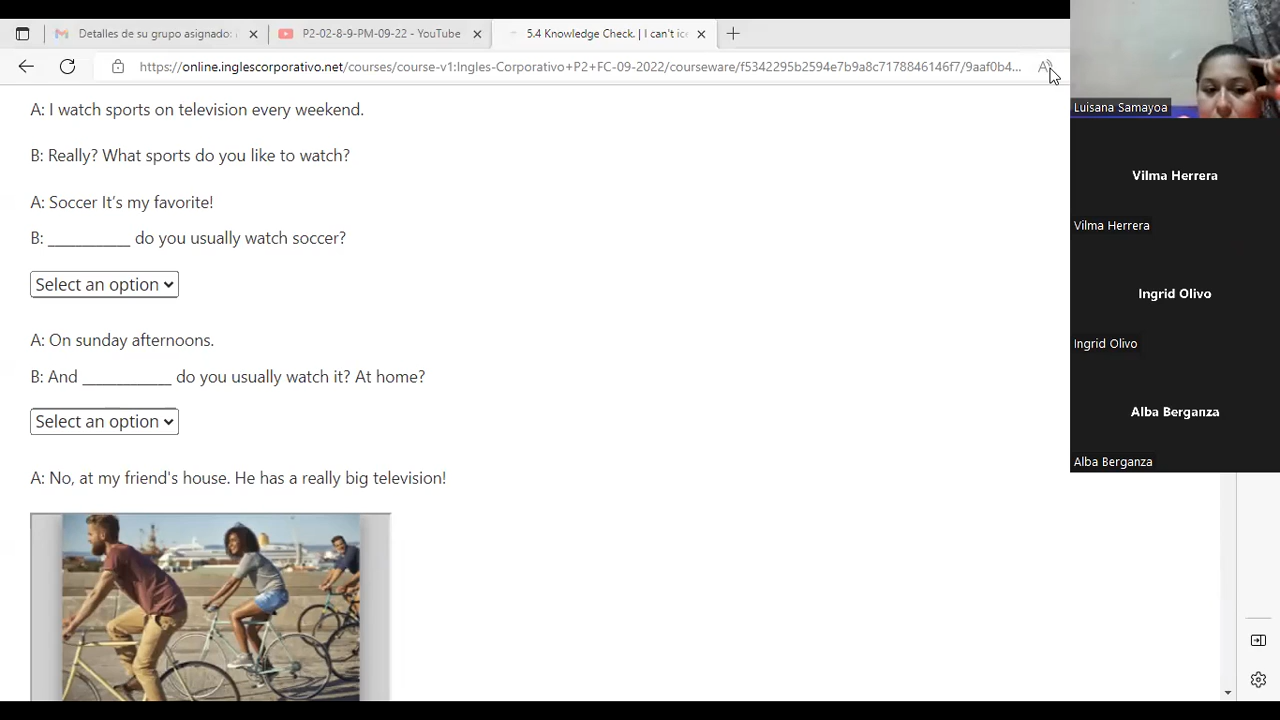 Detalles de su grupo asignado:
P2-02-8-9-PM-09-22 - YouTube
5.4 Knowledge Check. | I can't ice
https://online.inglescorporativo.net/courses/course-v1:Ingles-Corporativo+P2+FC-09-2022/courseware/f5342295b2594e7b9a8c7178846146f7/9aaf0b4...
A: I watch sports on television every weekend.
B: Really? What sports do you like to watch?
A: Soccer It's my favorite!
B: __________ do you usually watch soccer?
Select an option
A: On sunday afternoons.
B: And ___________ do you usually watch it? At home?
Select an option
A: No, at my friend's house. He has a really big television!
Luisana Samayoa
Vilma Herrera
Vilma Herrera
Ingrid Olivo
Ingrid Olivo
Alba Berganza
Alba Berganza